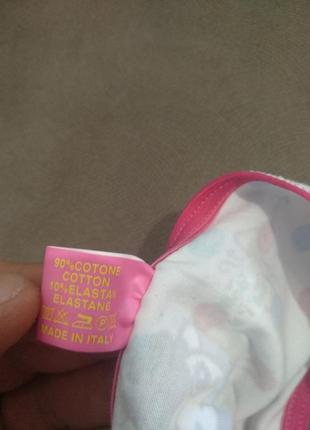 90%COTONE
COTTON
10%ELASTAN
ELASTANE
MADE IN ITALY